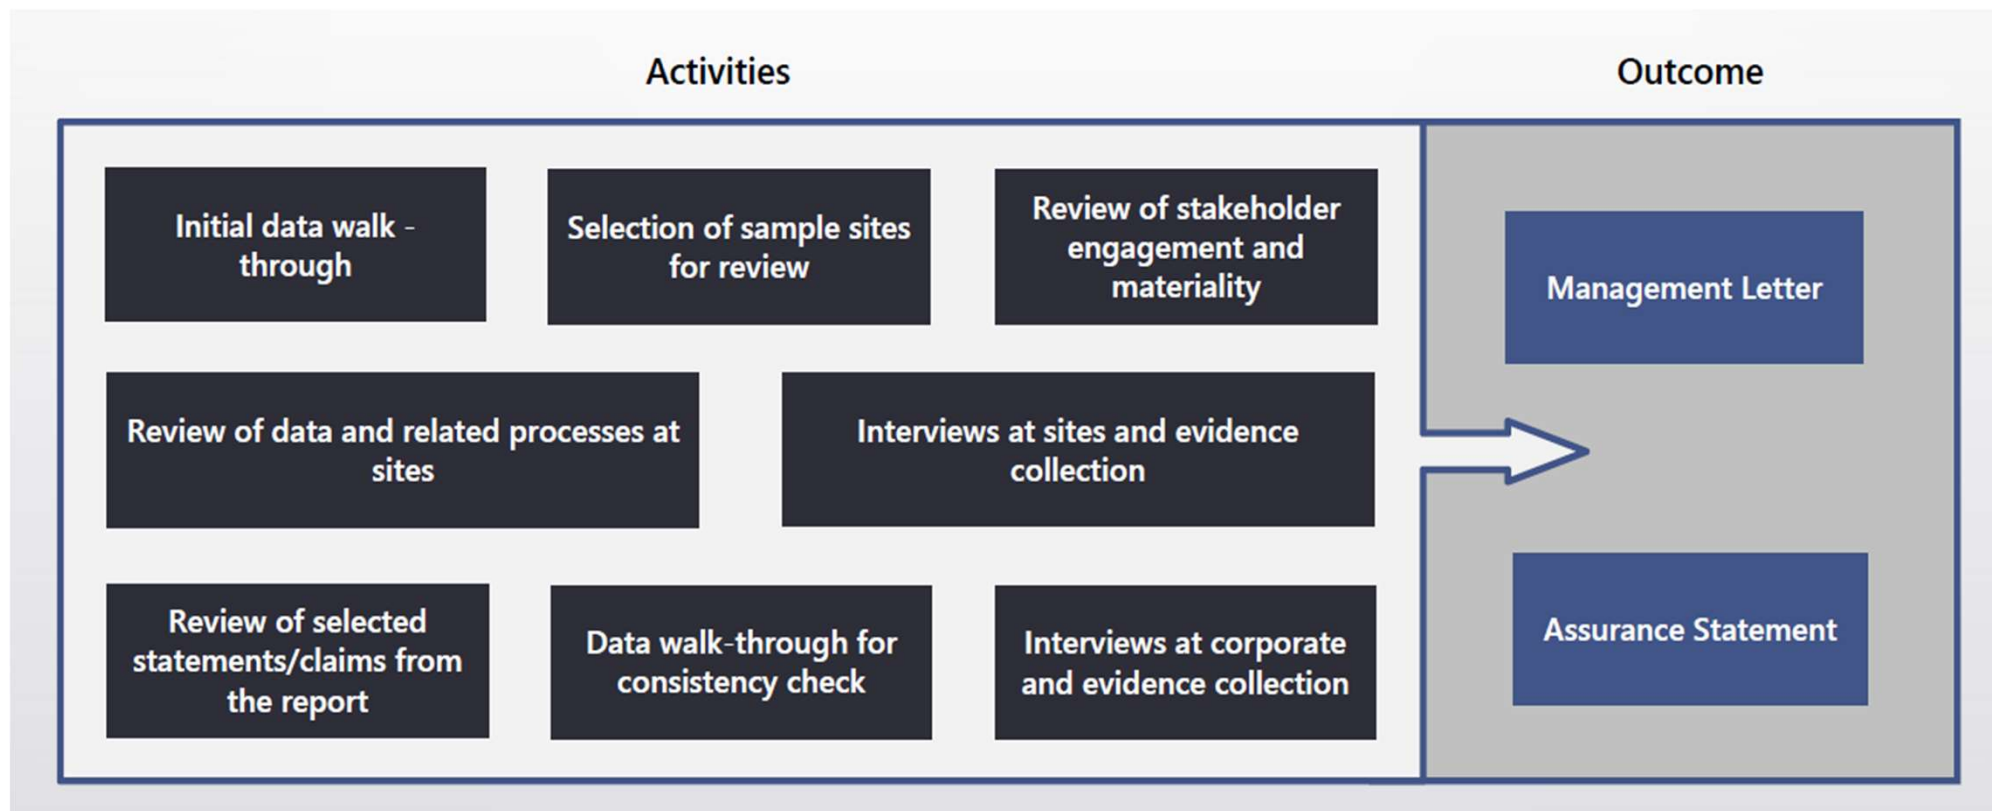 Activities
Outcome
Initial data walk -
through
Selection of sample sites
for review
Review of stakeholder
engagement and
materiality
Management Letter
Review of data and related processes at
sites
Interviews at sites and evidence
collection
Review of selected
statements/claims from
the report
Data walk-through for
consistency check
Interviews at corporate
and evidence collection
Assurance Statement